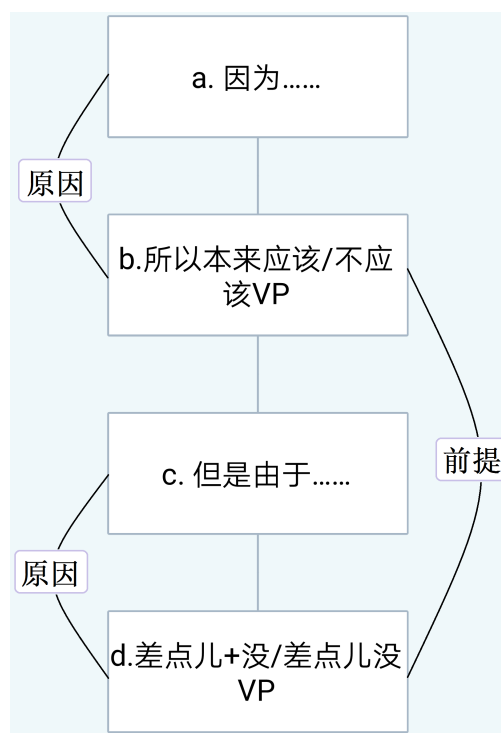 a. 因为……
原因
b.所以本来应该/不应
该VP
前提
c. 但是由于……
原因
d.差点儿+没/差点儿没
VP